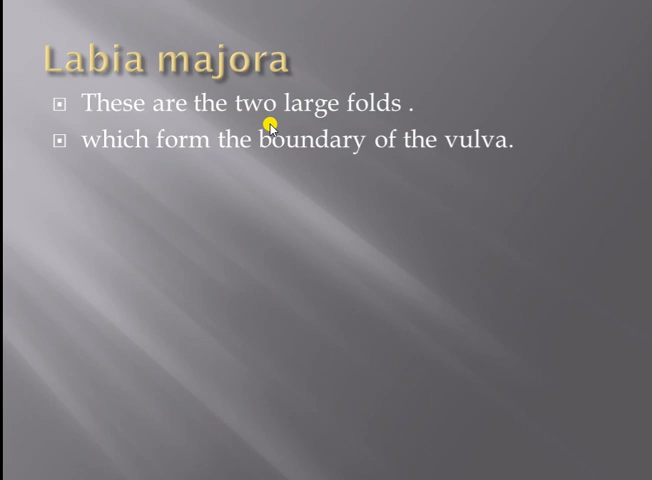 Labia majora
These are the two large folds .
which form the boundary of the vulva.